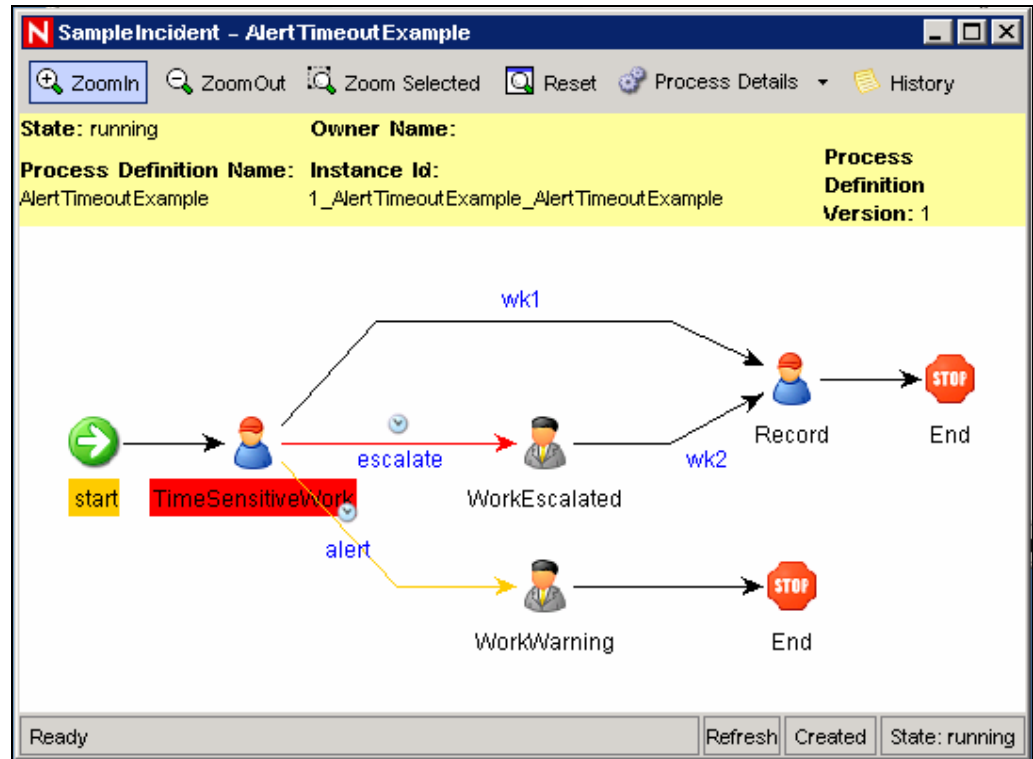 N SampleIncident - AlertTimeoutExample
ZoomIn ZoomOut Zoom Selected Reset Process Details History
State: running Owner Name:
Process Definition Name: Instance Id: Process Definition Version: 1
AlertTimeoutExample 1_AlertTimeoutExample_AlertTimeoutExample
wk1
STOP
Record End
escalate wk2
start TimeSensitiveWork WorkEscalated
alert
STOP
WorkWarning End
Ready Refresh Created State: running